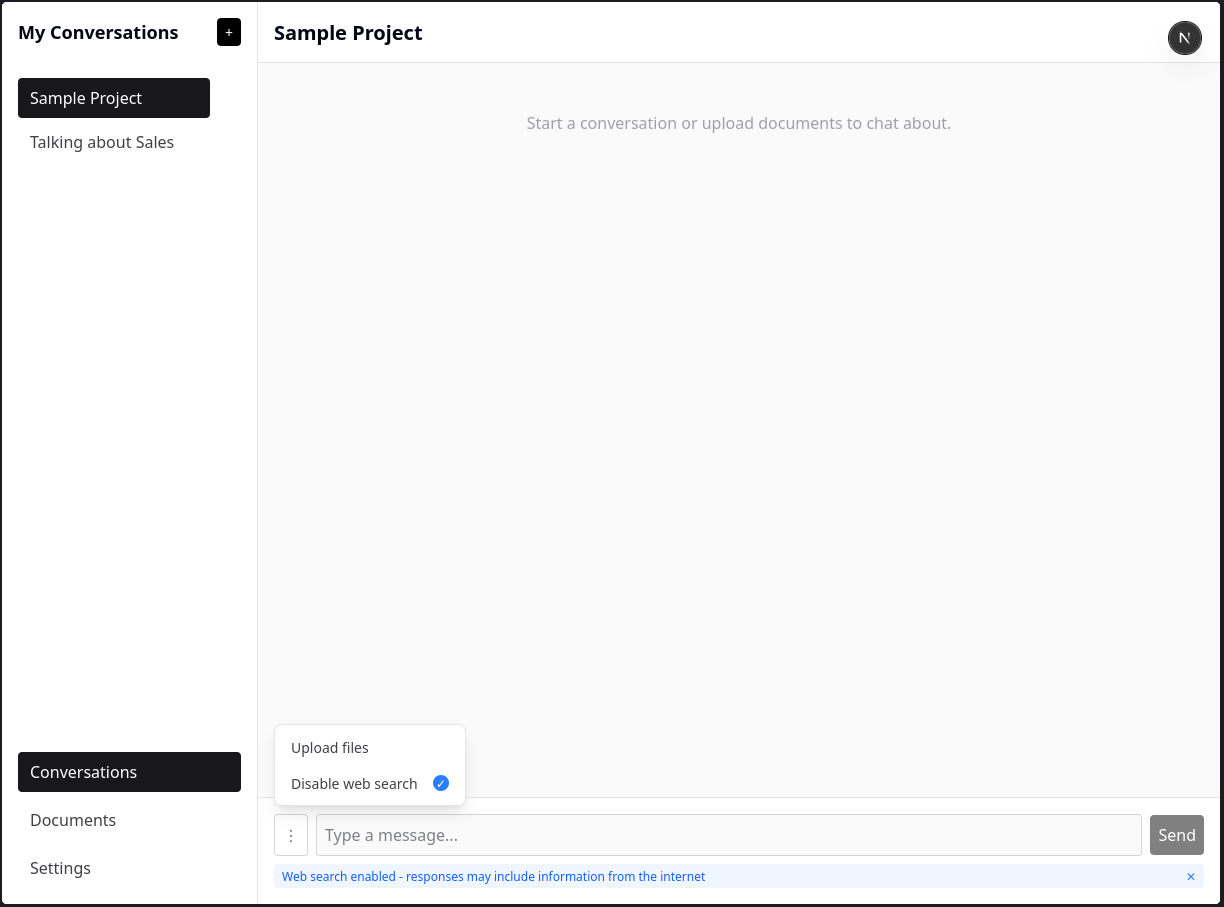 My Conversations
+
Sample Project
Talking about Sales
Conversations
Documents
Settings
Sample Project
N
Start a conversation or upload documents to chat about.
Upload files
Disable web search ✓
⋮
Type a message...
Send
Web search enabled - responses may include information from the internet ×